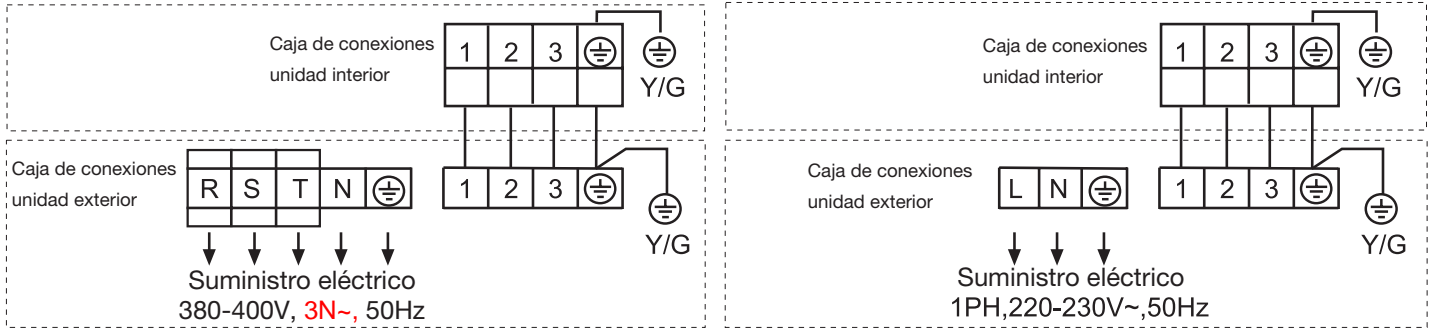 Caja de conexiones
unidad interior
1 2 3
Y/G
Caja de conexiones
unidad exterior
R S T N
1 2 3
Y/G
Suministro eléctrico
380-400V, 3N~, 50Hz
Caja de conexiones
unidad interior
1 2 3
Y/G
Caja de conexiones
unidad exterior
L N
1 2 3
Y/G
Suministro eléctrico
1PH,220-230V~,50Hz